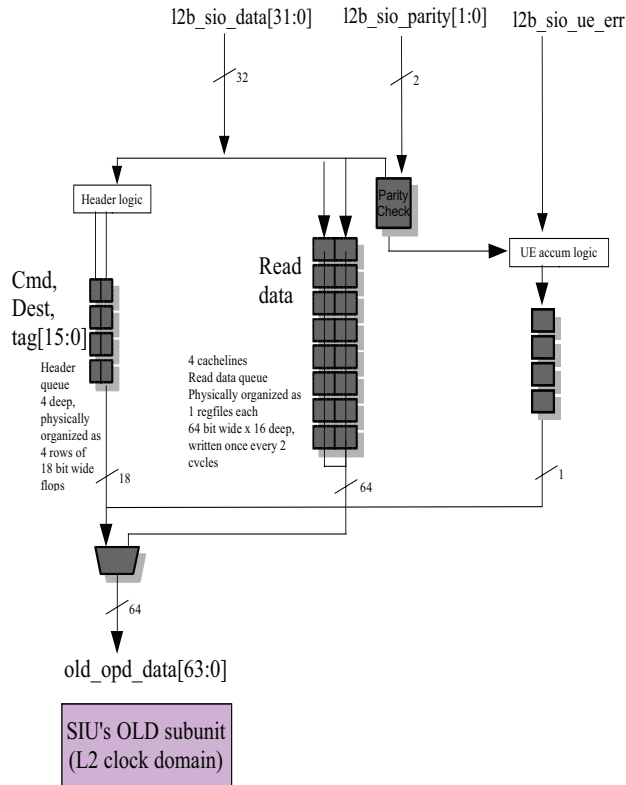 l2b_sio_data[31:0]
l2b_sio_parity[1:0]
l2b_sio_ue_err
32
2
Header logic
Parity
Check
UE accum logic
Cmd,
Dest,
tag[15:0]
Read
data
Header
queue
4 deep,
physically
organized as
4 rows of
18 bit wide
flops
4 cachelines
Read data queue
Physically organized as
1 regfiles each
64 bit wide x 16 deep,
written once every 2
cycles
18
64
1
64
old_opd_data[63:0]
SIU's OLD subunit
(L2 clock domain)